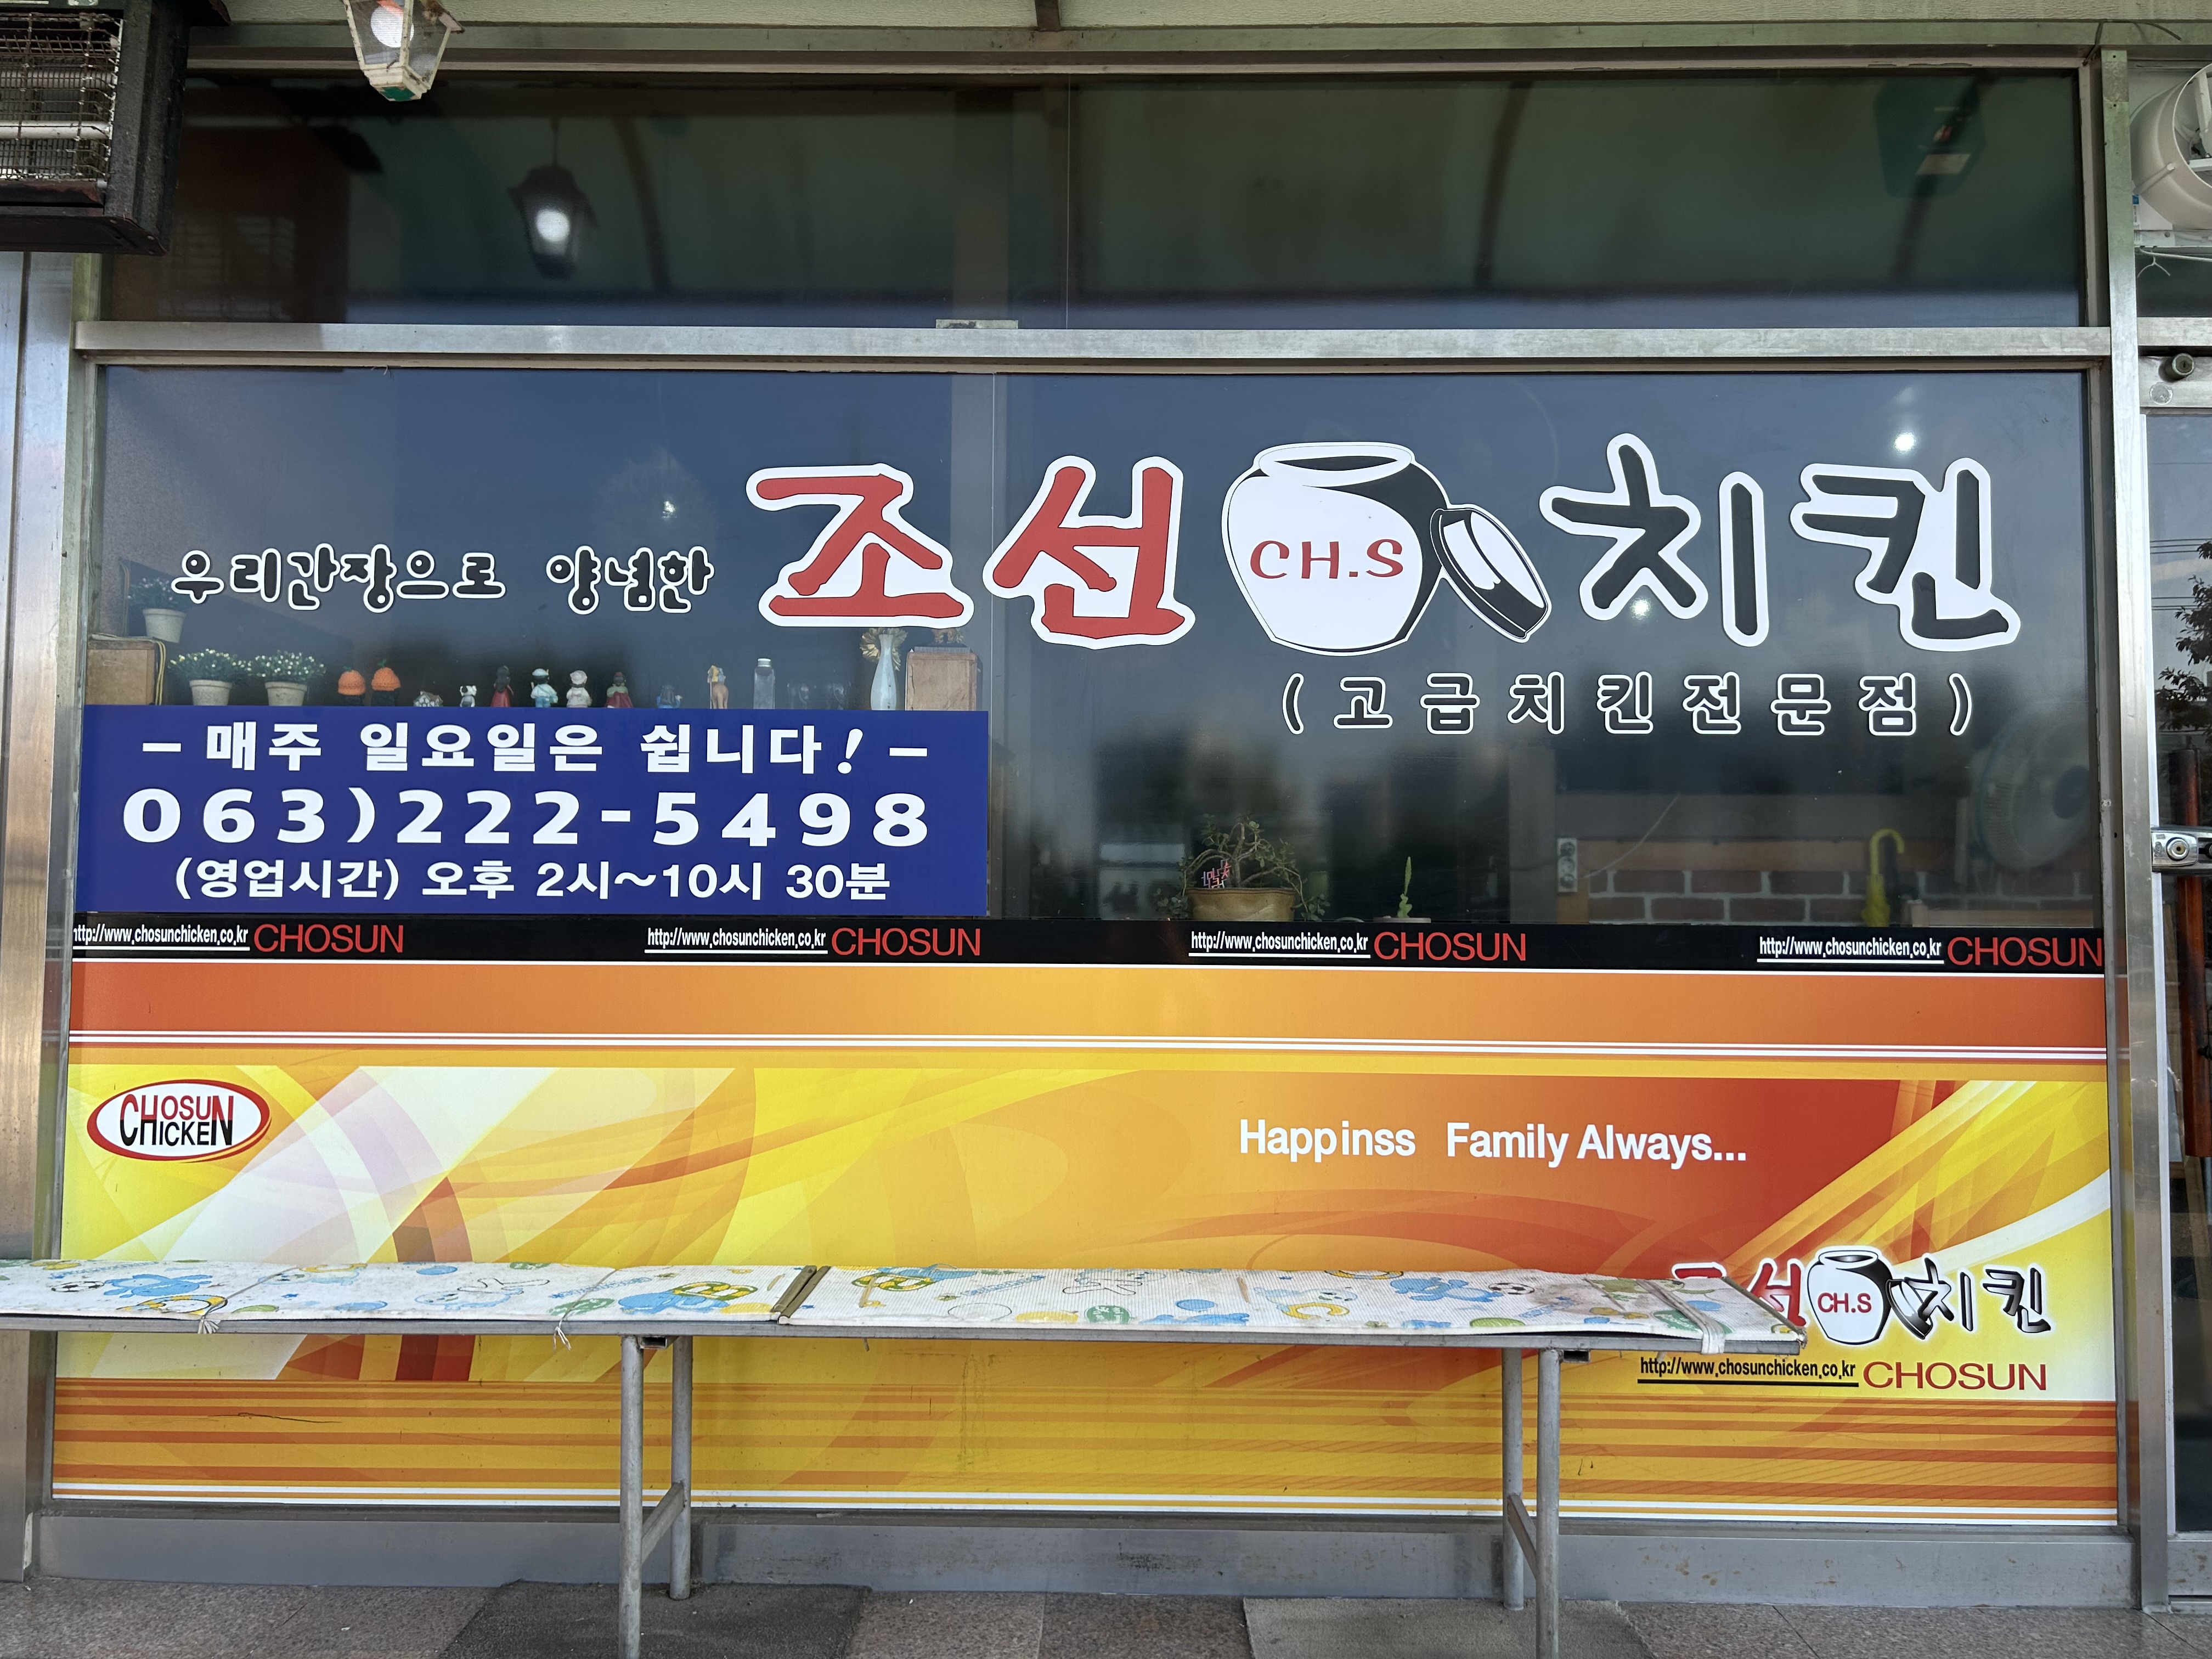 우리간장으로 양념한 조선 CH.S 치킨
( 고급치킨전문점 )
– 매주 일요일은 쉽니다! –
063)222-5498
(영업시간) 오후 2시~10시 30분
http://www.chosunchicken.co.kr CHOSUN http://www.chosunchicken.co.kr CHOSUN http://www.chosunchicken.co.kr CHOSUN http://www.chosunchicken.co.kr CHOSUN
CHOSUN
CHICKEN
Happinss Family Always...
조선 CH.S 치킨
http://www.chosunchicken.co.kr CHOSUN